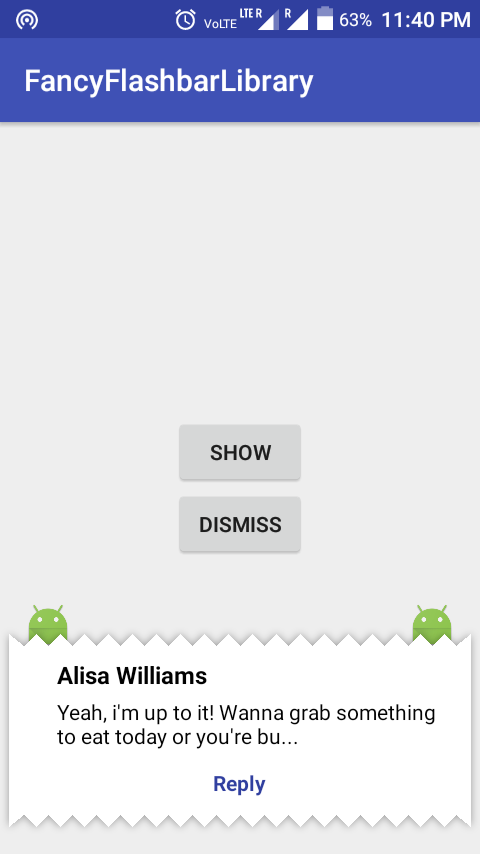 VoLTE LTE R R 63% 11:40 PM
FancyFlashbarLibrary
SHOW
DISMISS
Alisa Williams
Yeah, i'm up to it! Wanna grab something
to eat today or you're bu...
Reply